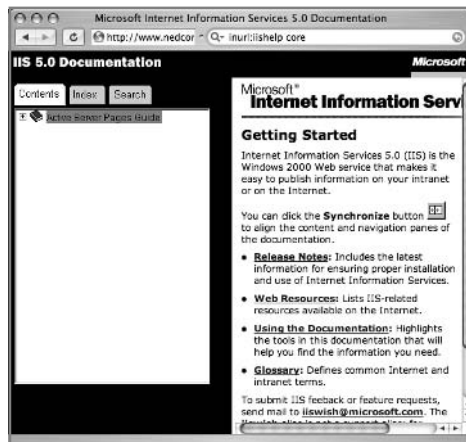 Microsoft Internet Information Services 5.0 Documentation
http://www.nedcor
inurl:iishelp core
IIS 5.0 Documentation
Microsoft
Contents Index Search
Active Server Pages Guide
Microsoft®
Internet Information Serv
Getting Started
Internet Information Services 5.0 (IIS) is the
Windows 2000 Web service that makes it
easy to publish information on your intranet
or on the Internet.
You can click the Synchronize button
to align the content and navigation panes of
the documentation.
• Release Notes: Includes the latest
information for ensuring proper installation
and use of Internet Information Services.
• Web Resources: Lists IIS-related
resources available on the Internet.
• Using the Documentation: Highlights
the tools in this documentation that will
help you find the information you need.
• Glossary: Defines common Internet and
intranet terms.
To submit IIS feeback or feature requests,
send mail to iiswish@microsoft.com. The